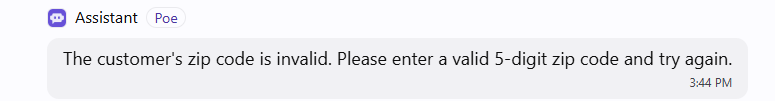 Assistant Poe
The customer's zip code is invalid. Please enter a valid 5-digit zip code and try again.
3:44 PM